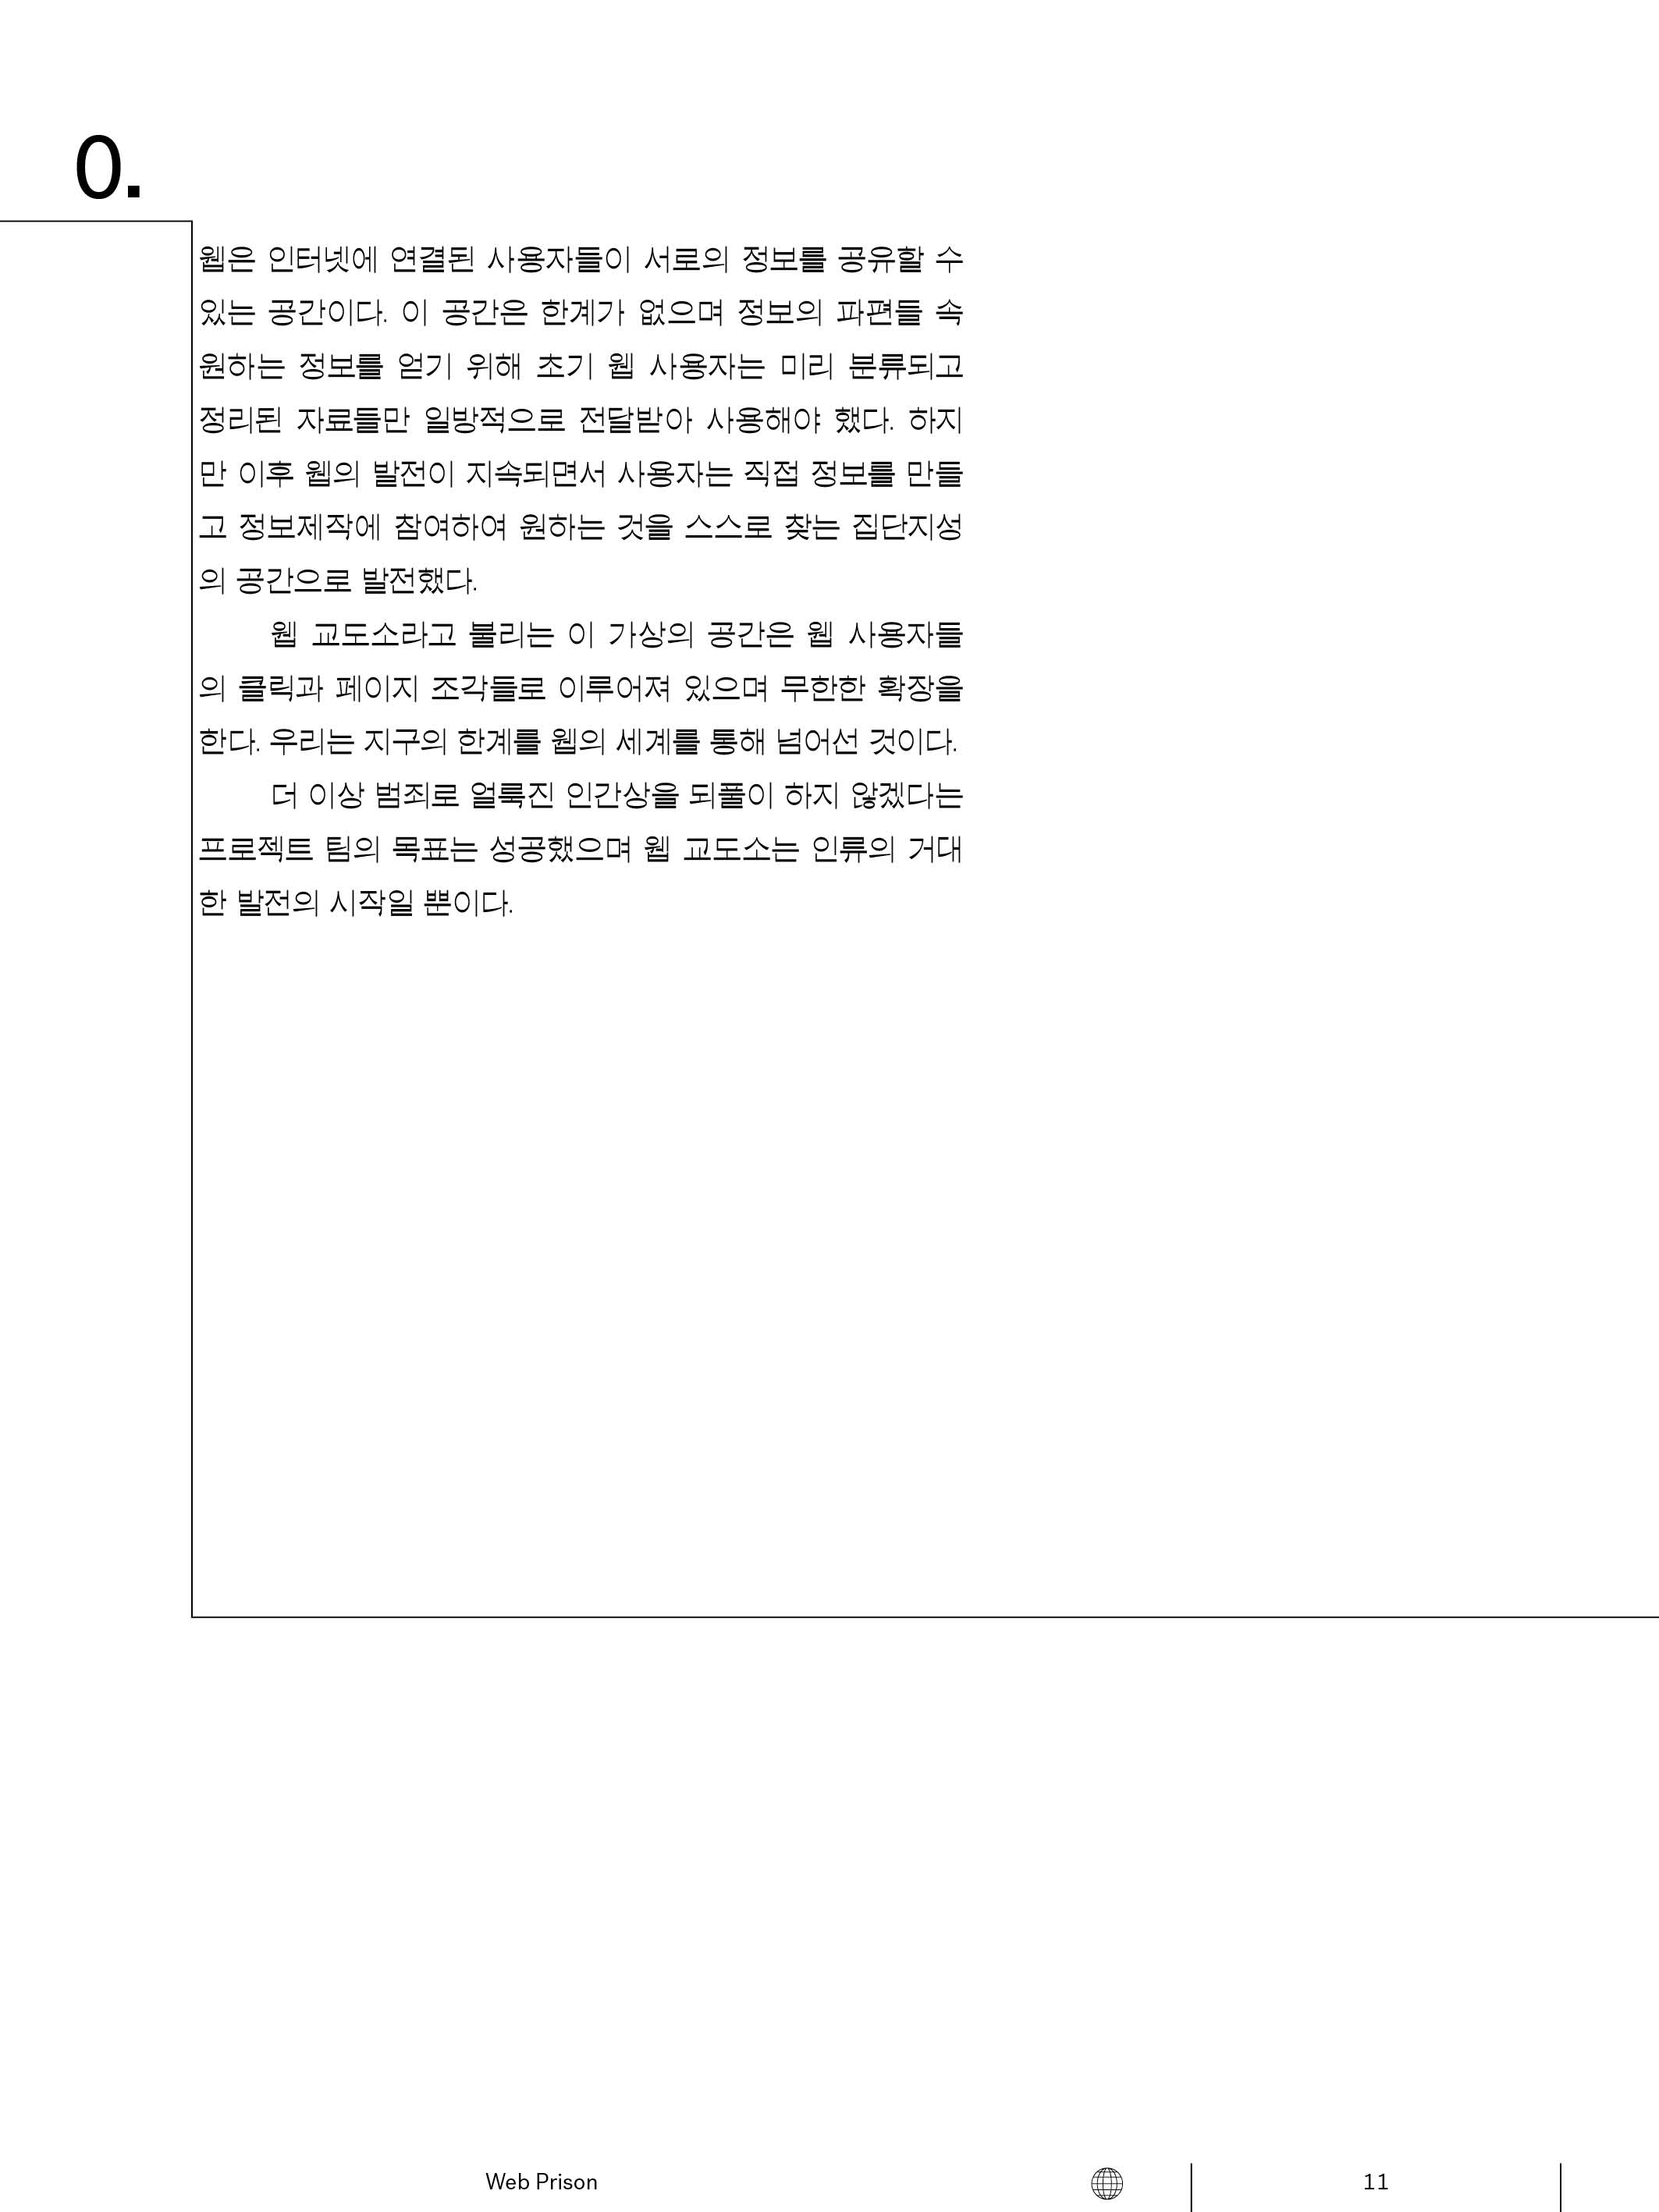 0.
웹은 인터넷에 연결된 사용자들이 서로의 정보를 공유할 수
있는 공간이다. 이 공간은 한계가 없으며 정보의 파편들 속
원하는 정보를 얻기 위해 초기 웹 사용자는 미리 분류되고
정리된 자료들만 일방적으로 전달받아 사용해야 했다. 하지
만 이후 웹의 발전이 지속되면서 사용자는 직접 정보를 만들
고 정보제작에 참여하여 원하는 것을 스스로 찾는 집단지성
의 공간으로 발전했다.
웹 교도소라고 불리는 이 가상의 공간은 웹 사용자들
의 클릭과 페이지 조각들로 이루어져 있으며 무한한 확장을
한다. 우리는 지구의 한계를 웹의 세계를 통해 넘어선 것이다.
더 이상 범죄로 얼룩진 인간상을 되풀이 하지 않겠다는
프로젝트 팀의 목표는 성공했으며 웹 교도소는 인류의 거대
한 발전의 시작일 뿐이다.
Web Prison
11